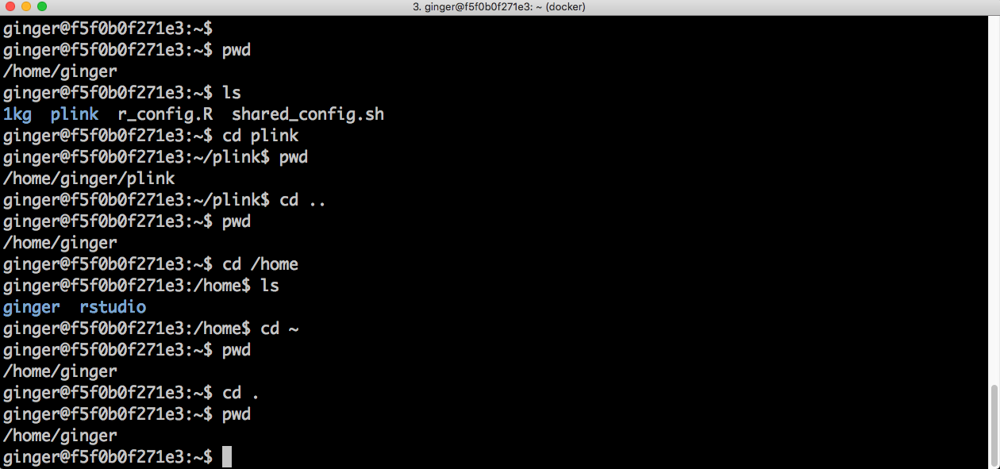 3. ginger@f5f0b0f271e3: ~ (docker)
ginger@f5f0b0f271e3:~$
ginger@f5f0b0f271e3:~$ pwd
/home/ginger
ginger@f5f0b0f271e3:~$ ls
1kg  plink  r_config.R  shared_config.sh
ginger@f5f0b0f271e3:~$ cd plink
ginger@f5f0b0f271e3:~/plink$ pwd
/home/ginger/plink
ginger@f5f0b0f271e3:~/plink$ cd ..
ginger@f5f0b0f271e3:~$ pwd
/home/ginger
ginger@f5f0b0f271e3:~$ cd /home
ginger@f5f0b0f271e3:/home$ ls
ginger  rstudio
ginger@f5f0b0f271e3:/home$ cd ~
ginger@f5f0b0f271e3:~$ pwd
/home/ginger
ginger@f5f0b0f271e3:~$ cd .
ginger@f5f0b0f271e3:~$ pwd
/home/ginger
ginger@f5f0b0f271e3:~$